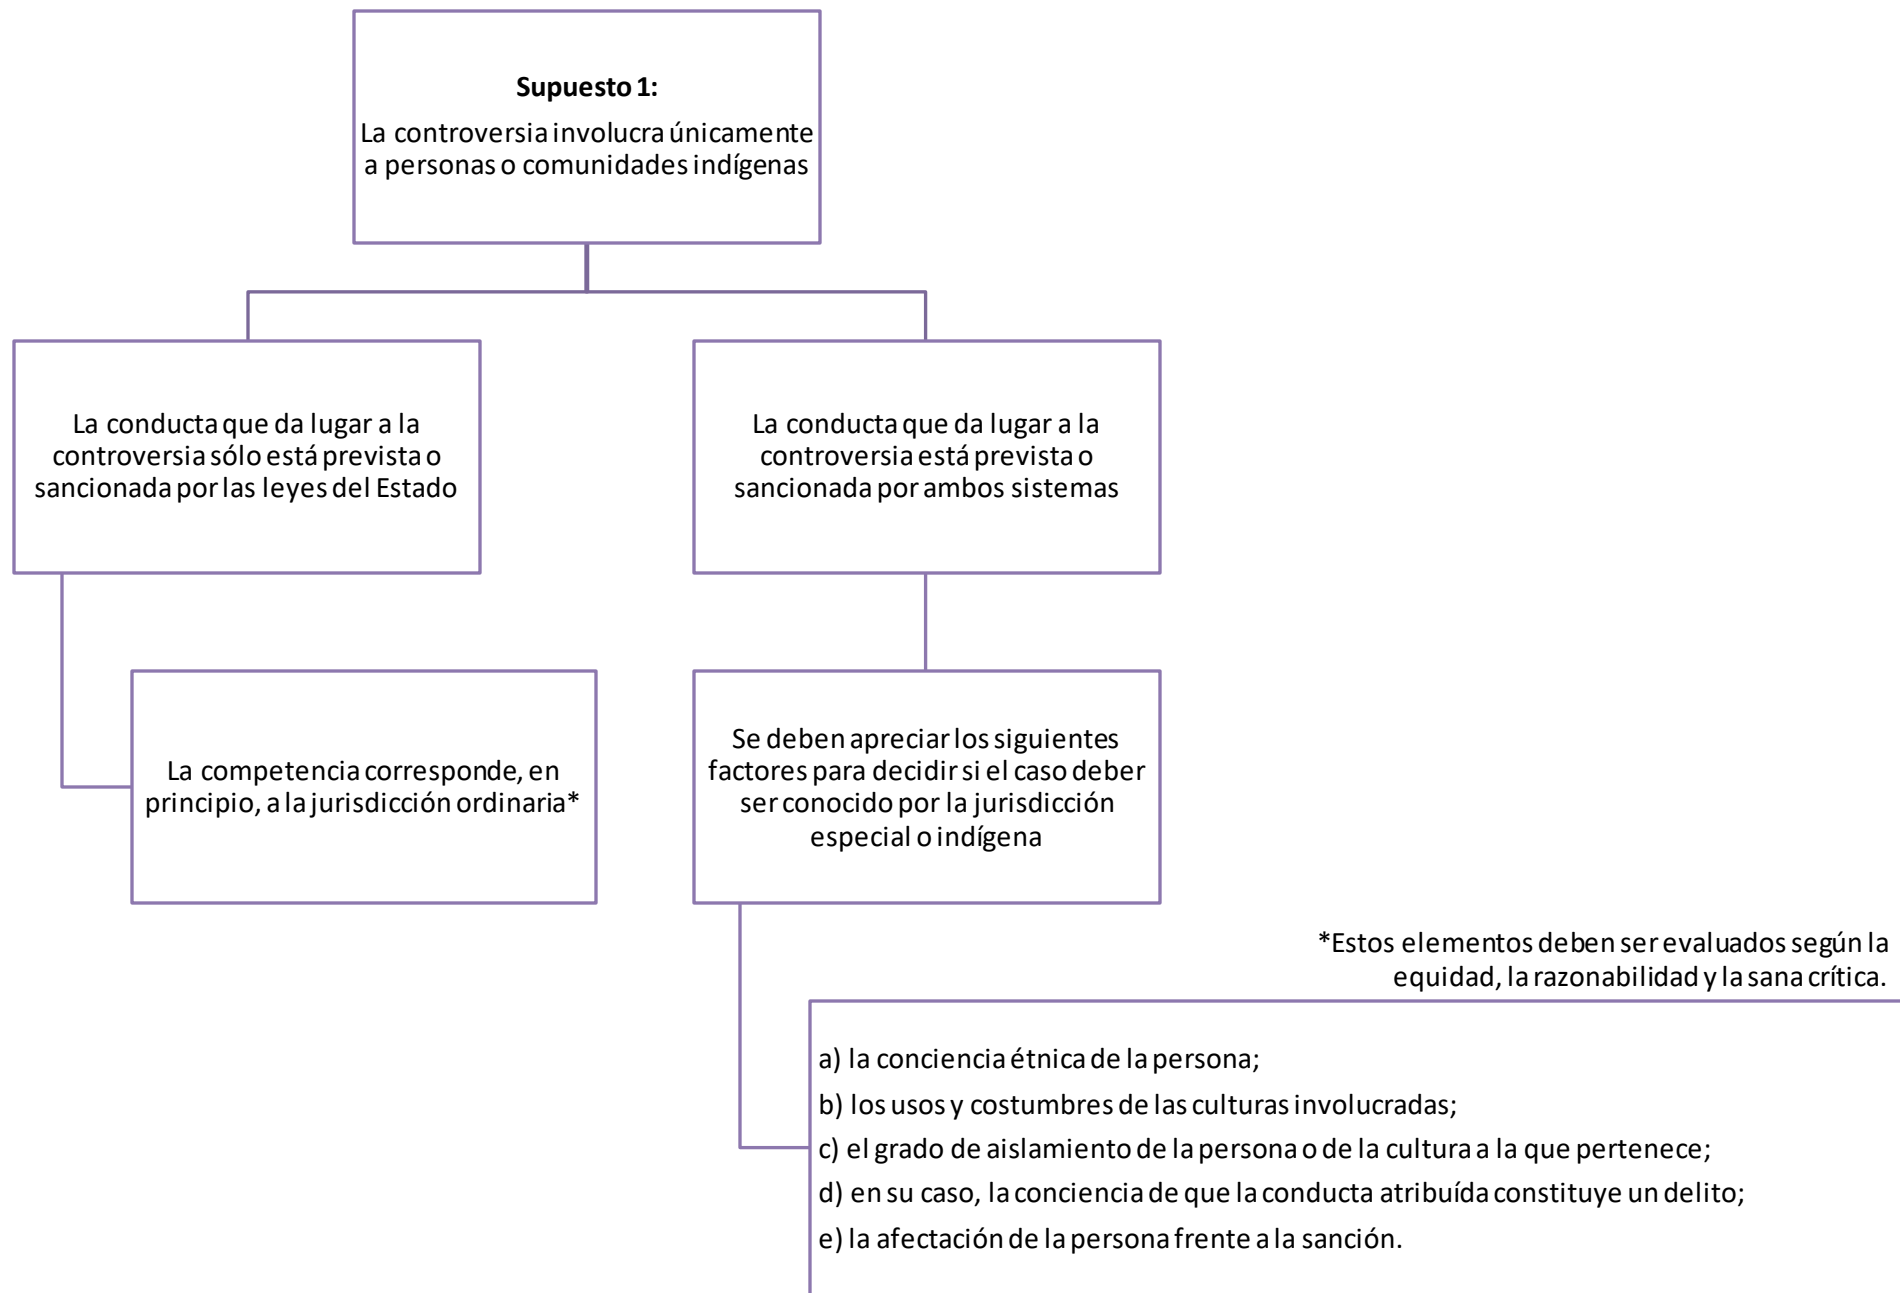 Supuesto 1:
La controversia involucra únicamente
a personas o comunidades indígenas
La conducta que da lugar a la
controversia sólo está prevista o
sancionada por las leyes del Estado
La conducta que da lugar a la
controversia está prevista o
sancionada por ambos sistemas
La competencia corresponde, en
principio, a la jurisdicción ordinaria*
Se deben apreciar los siguientes
factores para decidir si el caso deber
ser conocido por la jurisdicción
especial o indígena
*Estos elementos deben ser evaluados según la
equidad, la razonabilidad y la sana crítica.
a) la conciencia étnica de la persona;
b) los usos y costumbres de las culturas involucradas;
c) el grado de aislamiento de la persona o de la cultura a la que pertenece;
d) en su caso, la conciencia de que la conducta atribuída constituye un delito;
e) la afectación de la persona frente a la sanción.